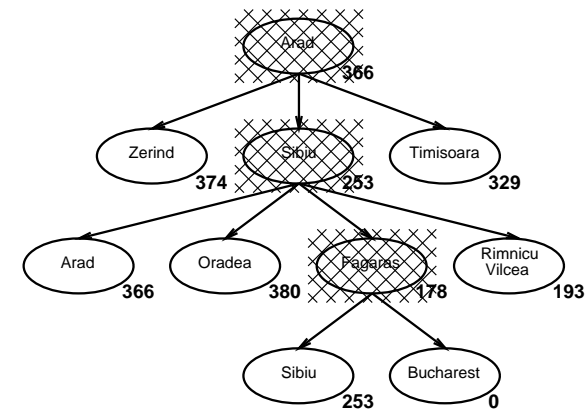 Arad
366
Zerind
374
Sibiu
253
Timisoara
329
Arad
366
Oradea
380
Fagaras
178
Rimnicu
Vilcea
193
Sibiu
253
Bucharest
0